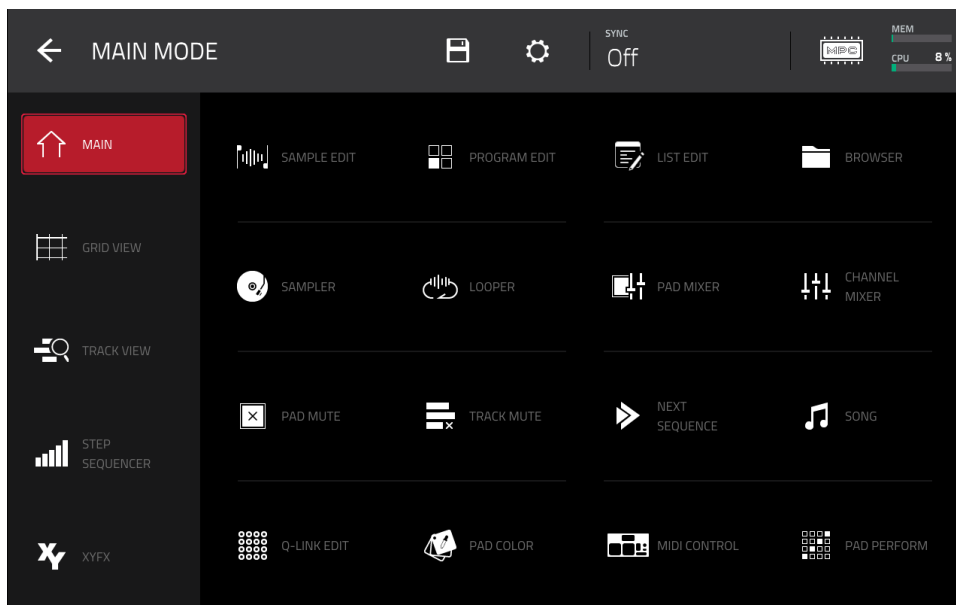 MAIN MODE
SYNC
Off
MPC
MEM
CPU 8 %
MAIN
SAMPLE EDIT
PROGRAM EDIT
LIST EDIT
BROWSER
GRID VIEW
SAMPLER
LOOPER
PAD MIXER
CHANNEL
MIXER
TRACK VIEW
PAD MUTE
TRACK MUTE
NEXT
SEQUENCE
SONG
STEP
SEQUENCER
Q-LINK EDIT
PAD COLOR
MIDI CONTROL
PAD PERFORM
XY
XYFX